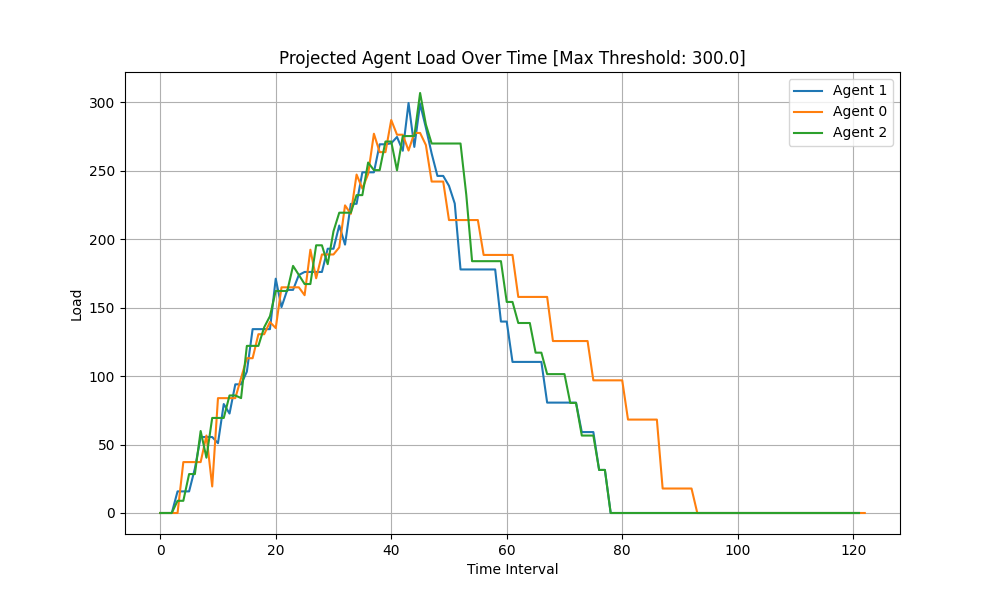 Projected Agent Load Over Time [Max Threshold: 300.0]
Agent 1
Agent 0
Agent 2
300
250
200
150
100
50
0
Load
0 20 40 60 80 100 120
Time Interval